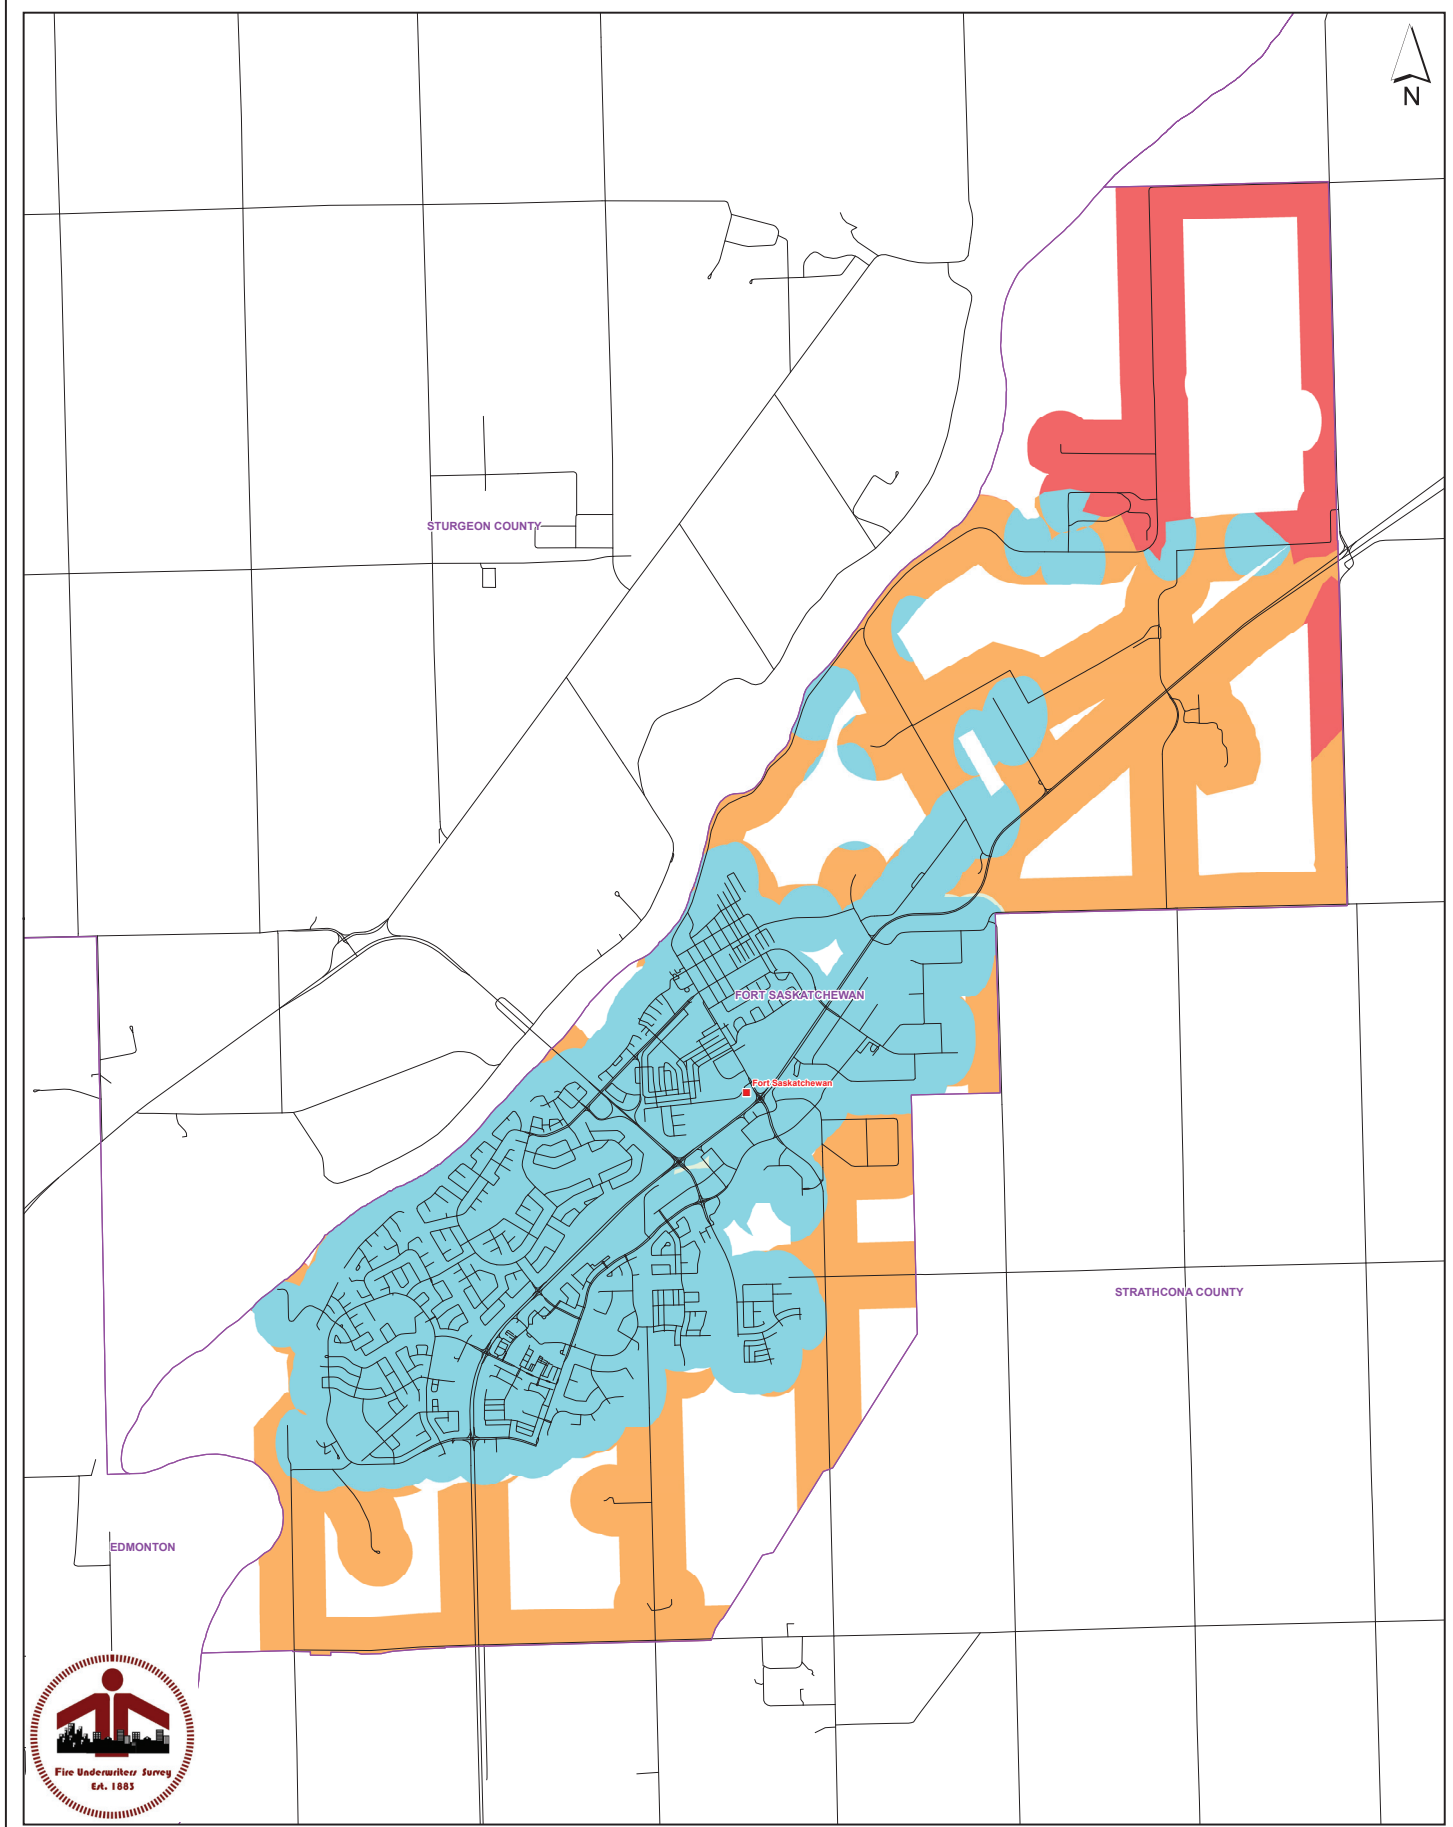 N
STURGEON COUNTY
FORT SASKATCHEWAN
Fort Saskatchewan
STRATHCONA COUNTY
EDMONTON
Fire Underwriters Survey
Est. 1883